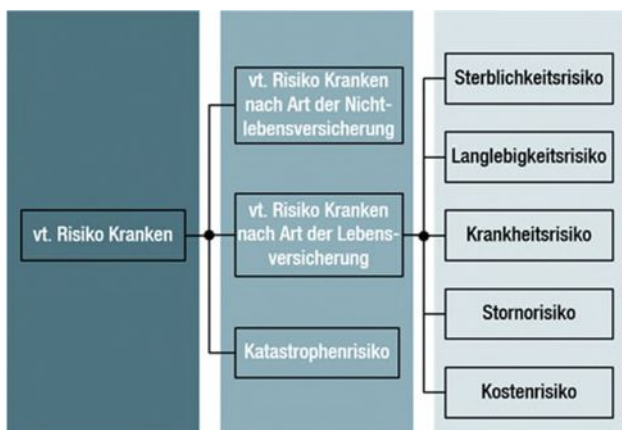 vt. Risiko Kranken
vt. Risiko Kranken
nach Art der Nicht-
lebensversicherung
vt. Risiko Kranken
nach Art der Lebens-
versicherung
Katastrophenrisiko
Sterblichkeitsrisiko
Langlebigkeitsrisiko
Krankheitsrisiko
Stornorisiko
Kostenrisiko